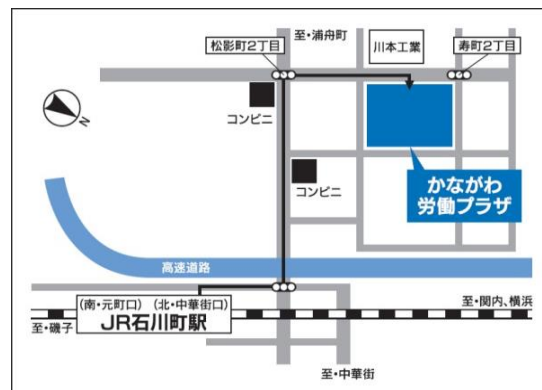 至・浦舟町
松影町2丁目
川本工業
寿町2丁目
N
コンビニ
コンビニ
かながわ
労働プラザ
高速道路
(南・元町口) (北・中華街口)
JR石川町駅
至・関内、横浜
至・磯子
至・中華街